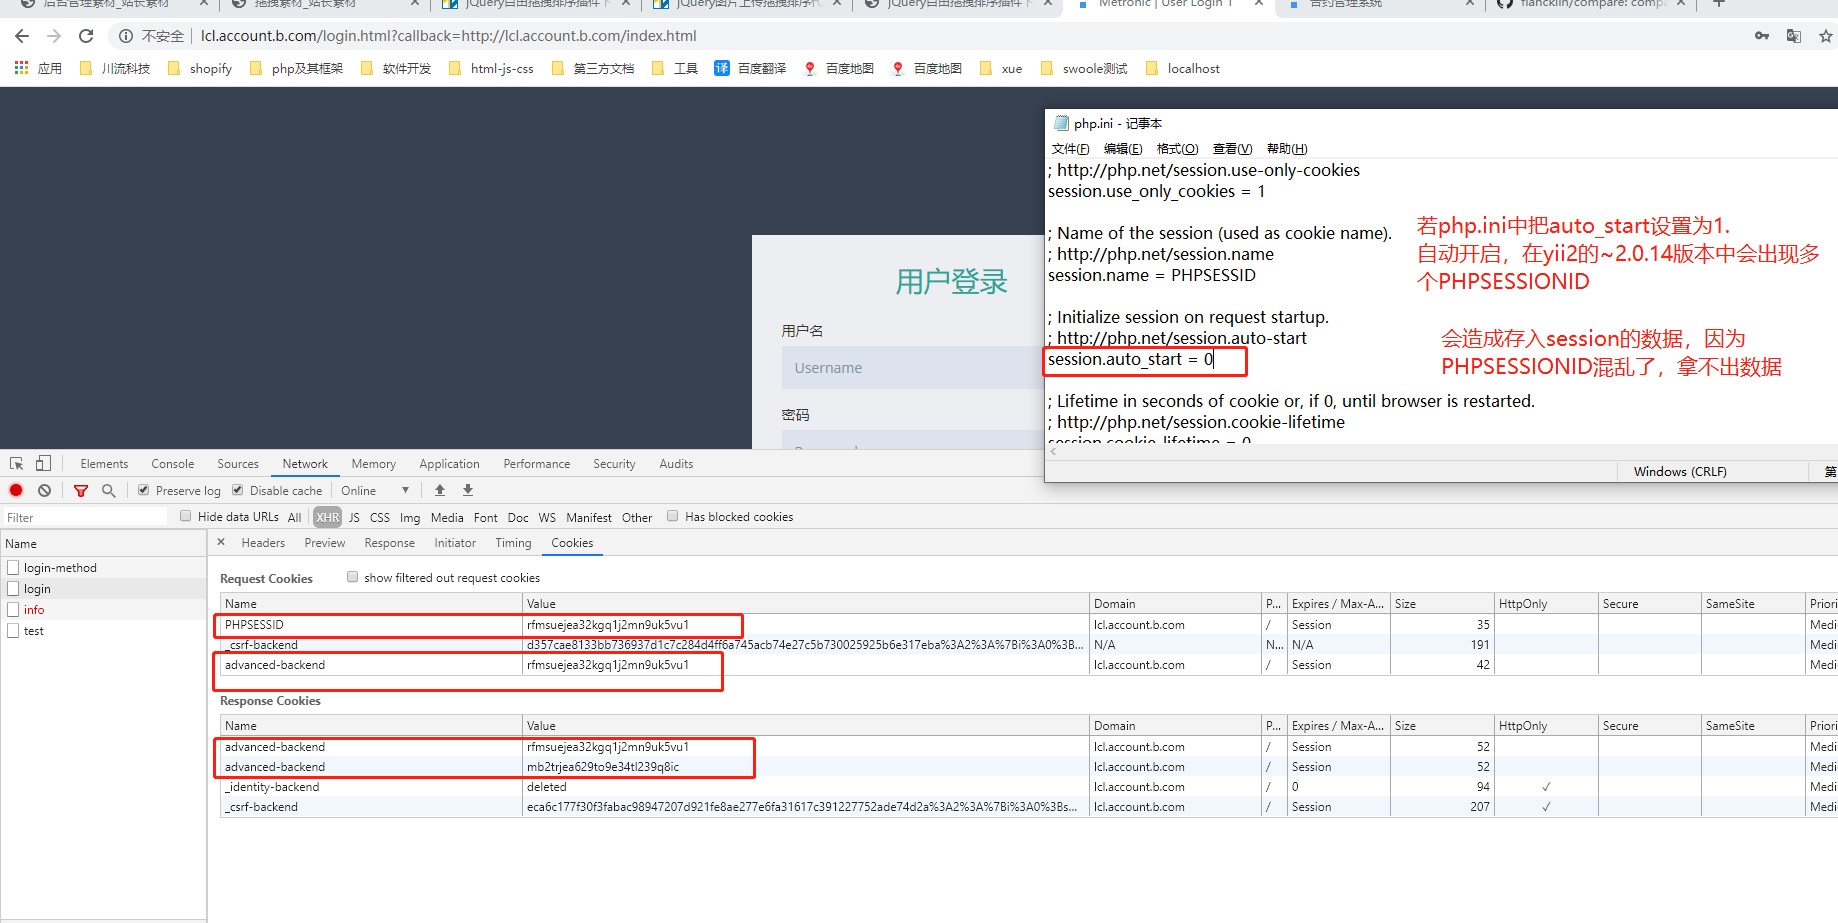 后台管理素材_站长素材 × 拖拽素材_站长素材 × jQuery自由拖拽排序插件 × jQuery图片上传拖拽排序代 × jQuery自由拖拽排序插件 × Metronic | User Login 1 × 合约管理系统 × flancklin/compare: compa × +
不安全 | lcl.account.b.com/login.html?callback=http://lcl.account.b.com/index.html
应用 川流科技 shopify php及其框架 软件开发 html-js-css 第三方文档 工具 译 百度翻译 百度地图 百度地图 xue swoole测试 localhost
用户登录
用户名
Username
密码
php.ini - 记事本
文件(F) 编辑(E) 格式(O) 查看(V) 帮助(H)
; http://php.net/session.use-only-cookies
session.use_only_cookies = 1
; Name of the session (used as cookie name).
; http://php.net/session.name
session.name = PHPSESSID
; Initialize session on request startup.
; http://php.net/session.auto-start
session.auto_start = 0
; Lifetime in seconds of cookie or, if 0, until browser is restarted.
; http://php.net/session.cookie-lifetime
session.cookie_lifetime = 0
Windows (CRLF) 第
若php.ini中把auto_start设置为1.
自动开启，在yii2的~2.0.14版本中会出现多
个PHPSESSIONID
会造成存入session的数据，因为
PHPSESSIONID混乱了，拿不出数据
Elements Console Sources Network Memory Application Performance Security Audits
Preserve log Disable cache Online ▼
Filter Hide data URLs All XHR JS CSS Img Media Font Doc WS Manifest Other Has blocked cookies
Name
login-method
login
info
test
× Headers Preview Response Initiator Timing Cookies
Request Cookies show filtered out request cookies
Name Value Domain P... Expires / Max-A... Size HttpOnly Secure SameSite Priori
PHPSESSID rfmsuejea32kgq1j2mn9uk5vu1 lcl.account.b.com / Session 35 Medi
_csrf-backend d357cae8133bb736937d1c7c284d4ff6a745acb74e27c5b730025925b6e317eba%3A2%3A%7Bi%3A0%3B... N/A N... N/A 191 Medi
advanced-backend rfmsuejea32kgq1j2mn9uk5vu1 lcl.account.b.com / Session 42 Medi
Response Cookies
Name Value Domain P... Expires / Max-A... Size HttpOnly Secure SameSite Priori
advanced-backend rfmsuejea32kgq1j2mn9uk5vu1 lcl.account.b.com / Session 52 Medi
advanced-backend mb2trjea629to9e34tl239q8ic lcl.account.b.com / Session 52 Medi
_identity-backend deleted lcl.account.b.com / 0 94 ✓ Medi
_csrf-backend eca6c177f30f3fabac98947207d921fe8ae277e6fa31617c391227752ade74d2a%3A2%3A%7Bi%3A0%3Bs... lcl.account.b.com / Session 207 ✓ Medi